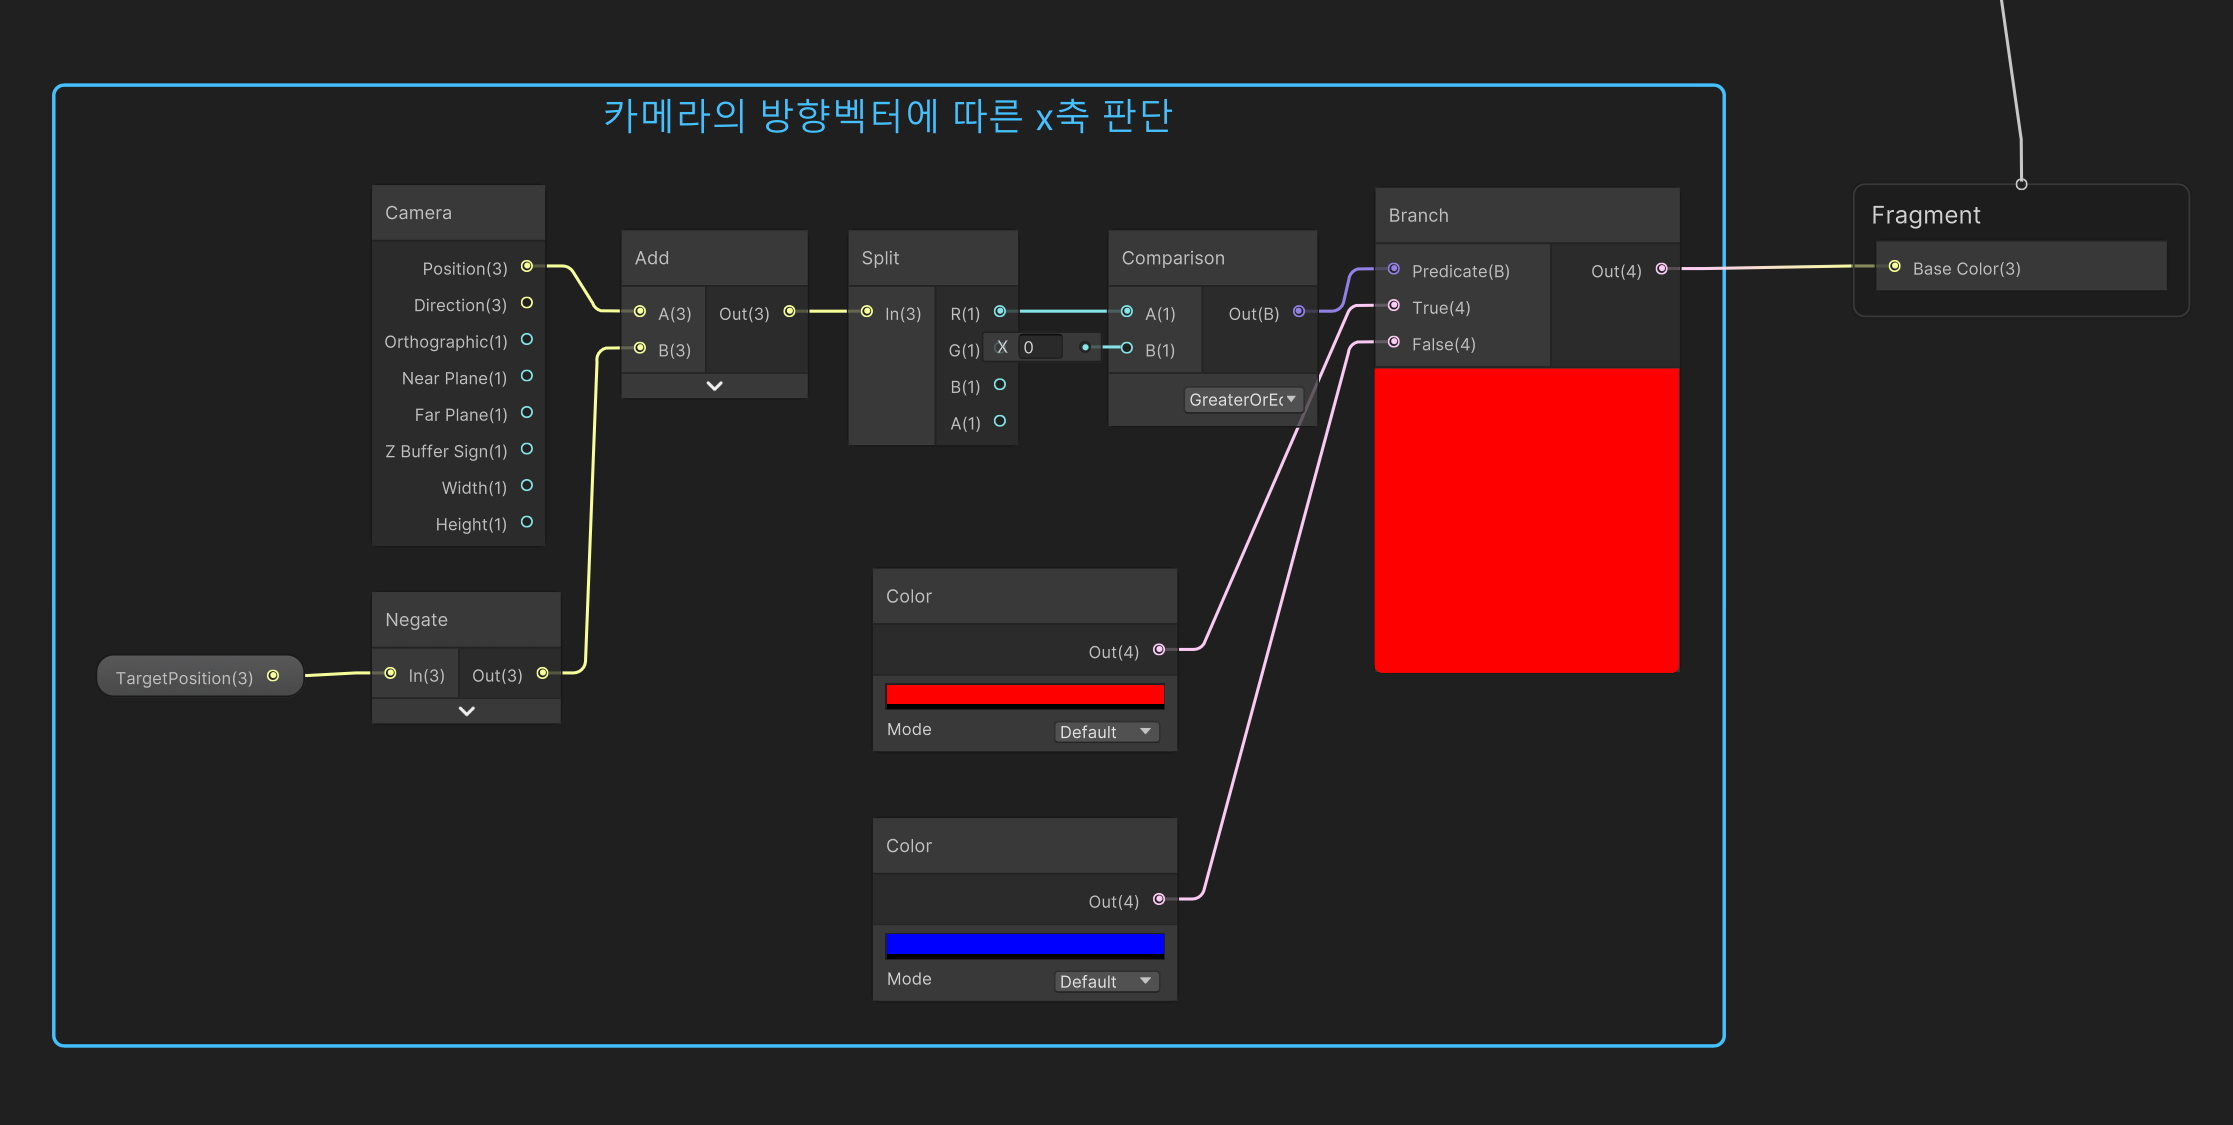 카메라의 방향벡터에 따른 x축 판단
Camera
Position(3)
Direction(3)
Orthographic(1)
Near Plane(1)
Far Plane(1)
Z Buffer Sign(1)
Width(1)
Height(1)
TargetPosition(3)
Negate
In(3)
Out(3)
Add
A(3)
Out(3)
B(3)
Split
In(3)
R(1)
G(1)
B(1)
A(1)
X 0
Comparison
A(1)
Out(B)
B(1)
GreaterOrEc
Color
Out(4)
Mode
Default
Color
Out(4)
Mode
Default
Branch
Predicate(B)
Out(4)
True(4)
False(4)
Fragment
Base Color(3)